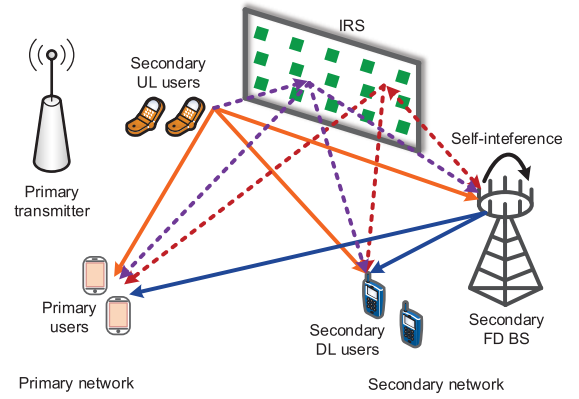 IRS
Secondary
UL users
Self-inteference
Primary
transmitter
Primary
users
Secondary
DL users
Secondary
FD BS
Primary network
Secondary network